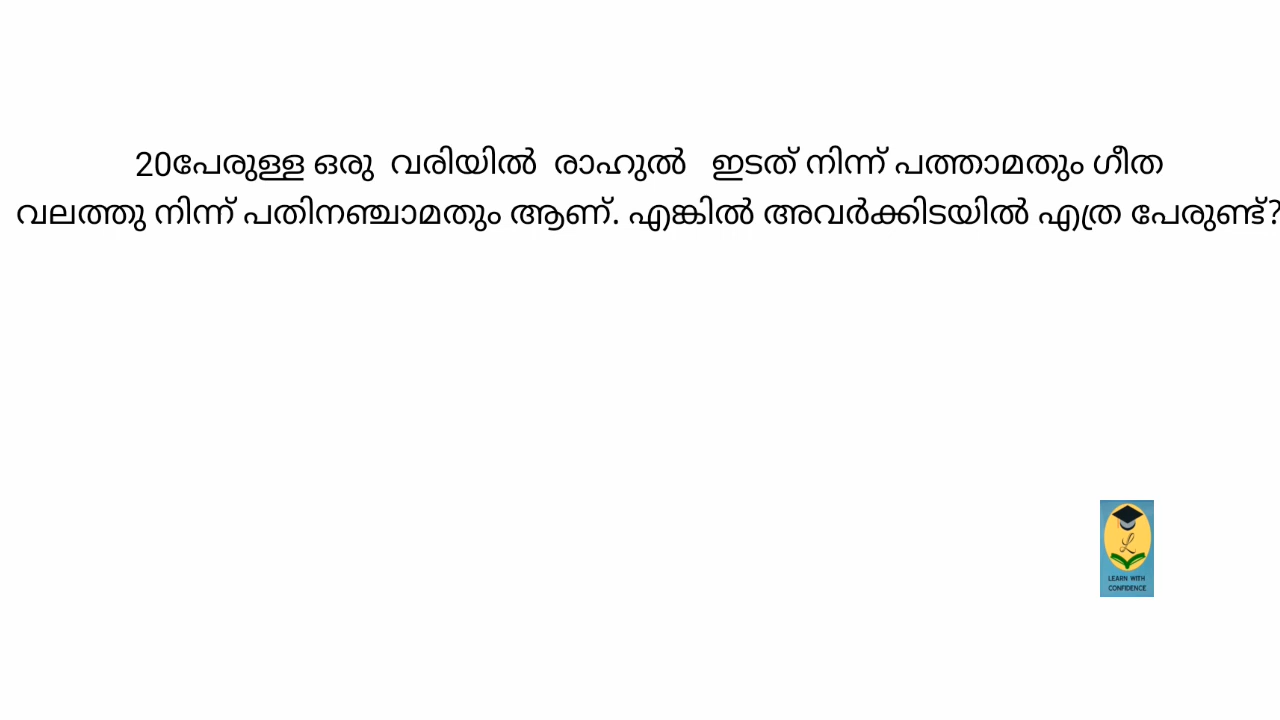 20പേരുള്ള ഒരു വരിയിൽ രാഹുൽ ഇടത് നിന്ന് പത്താമതും ഗീത
വലത്തു നിന്ന് പതിനഞ്ചാമതും ആണ്. എങ്കിൽ അവർക്കിടയിൽ എത്ര പേരുണ്ട്?
L
LEARN WITH
CONFIDENCE